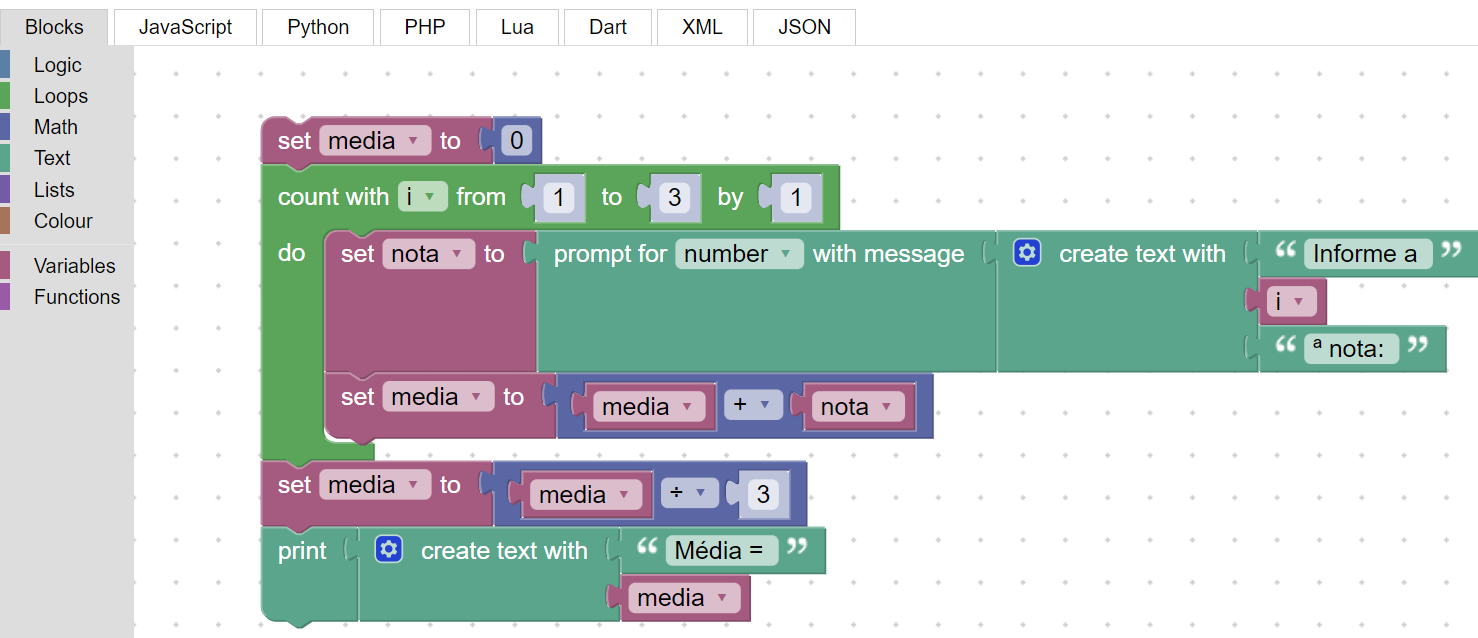 Blocks JavaScript Python PHP Lua Dart XML JSON
Logic
Loops
Math
Text
Lists
Colour
Variables
Functions
set media to 0
count with i from 1 to 3 by 1
do set nota to prompt for number with message create text with “ Informe a ”
i
“ ª nota: ”
set media to media + nota
set media to media ÷ 3
print create text with “ Média = ”
media